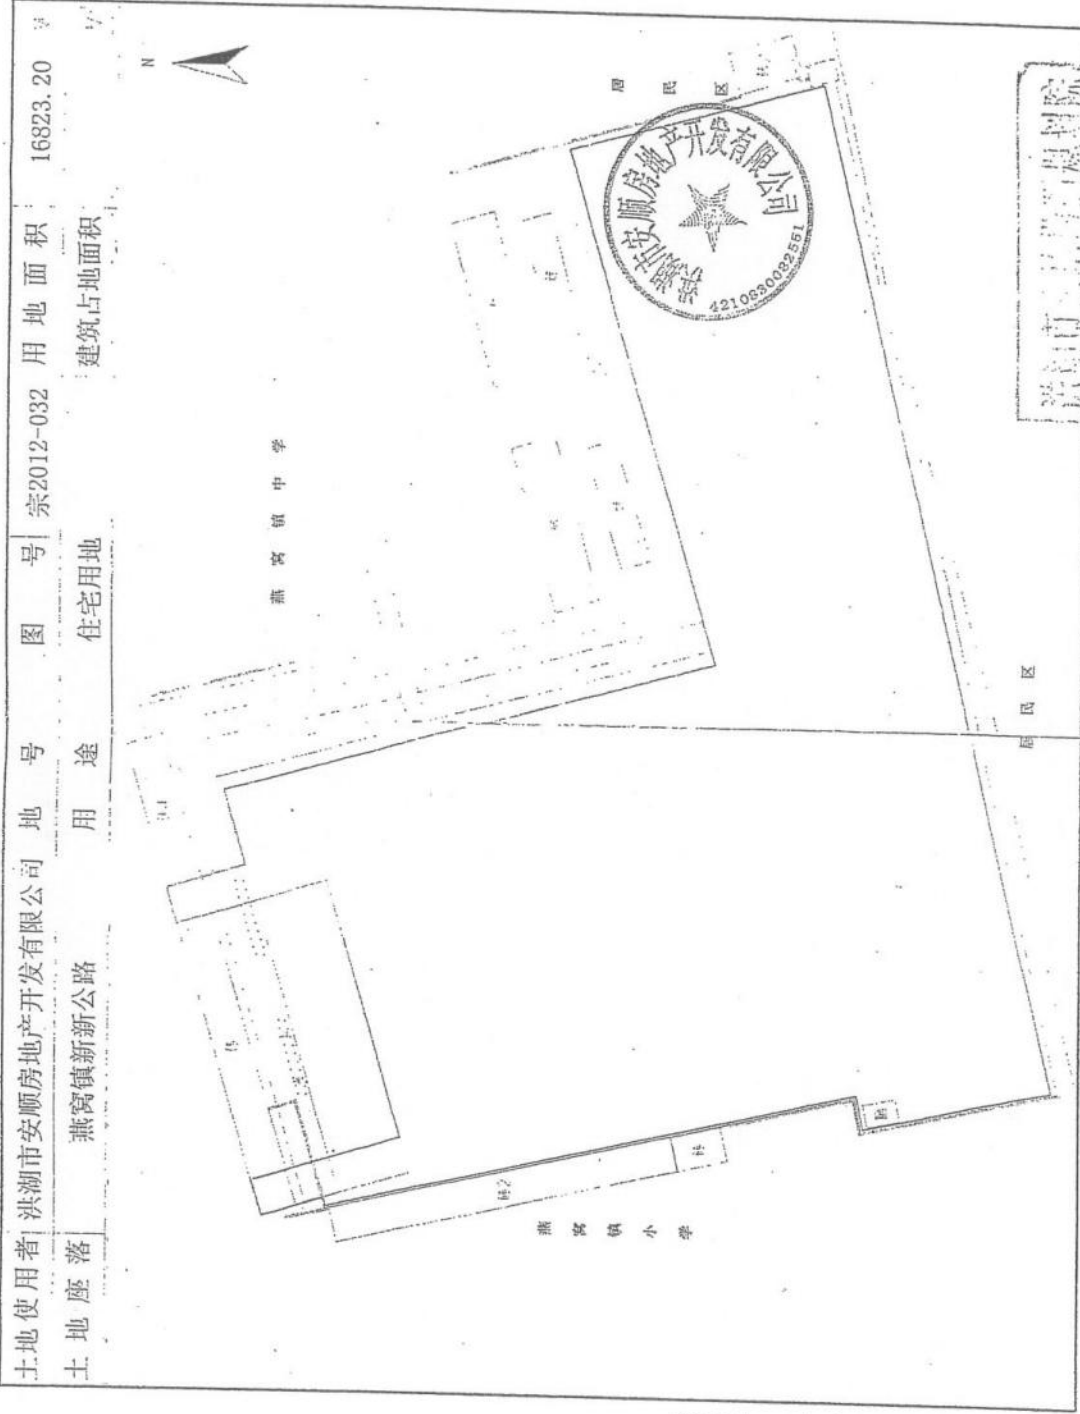 土地使用者 洪湖市安顺房地产开发有限公司 地号 图号 宗2012-032 用地面积 16823.20
土地座落 燕窝镇新新公路 用途 住宅用地 建筑占地面积
N
燕窝镇中学
居民区
洪湖市安顺房地产开发有限公司
4210830032551
砖2
燕窝镇小学
居民区